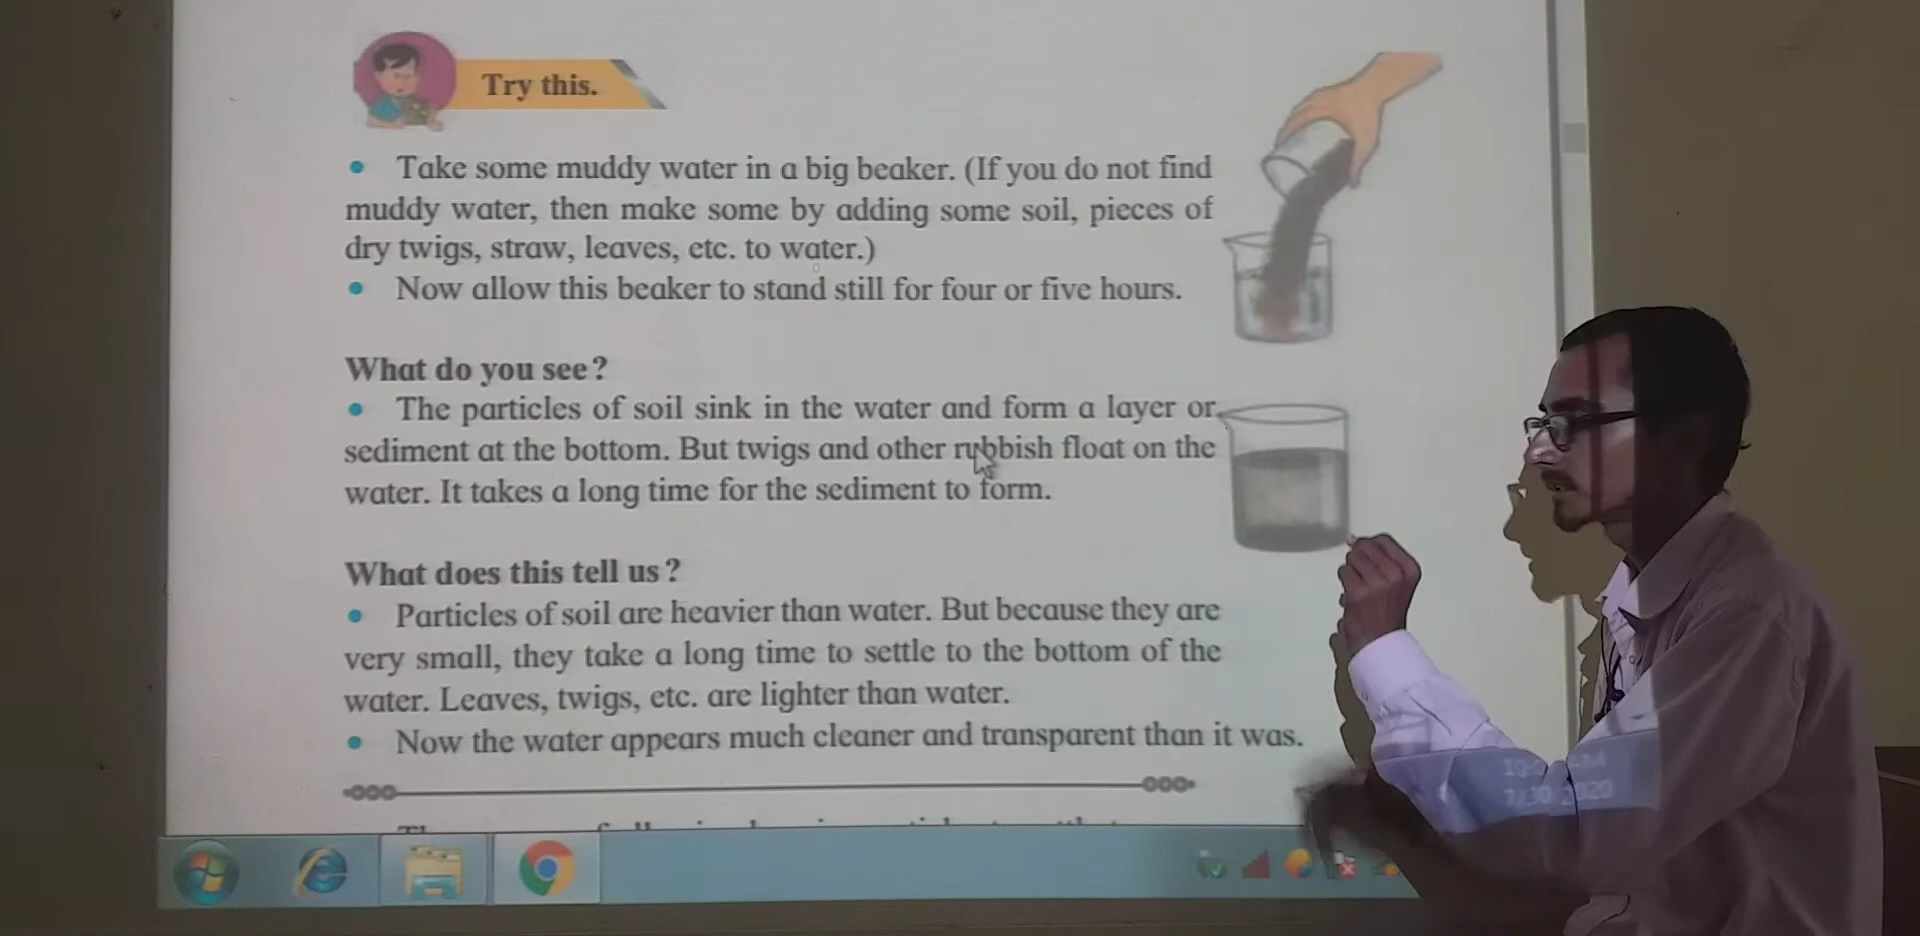 Try this.
• Take some muddy water in a big beaker. (If you do not find
muddy water, then make some by adding some soil, pieces of
dry twigs, straw, leaves, etc. to water.)
• Now allow this beaker to stand still for four or five hours.
What do you see?
• The particles of soil sink in the water and form a layer or
sediment at the bottom. But twigs and other rubbish float on the
water. It takes a long time for the sediment to form.
What does this tell us?
• Particles of soil are heavier than water. But because they are
very small, they take a long time to settle to the bottom of the
water. Leaves, twigs, etc. are lighter than water.
• Now the water appears much cleaner and transparent than it was.
7/30 2020